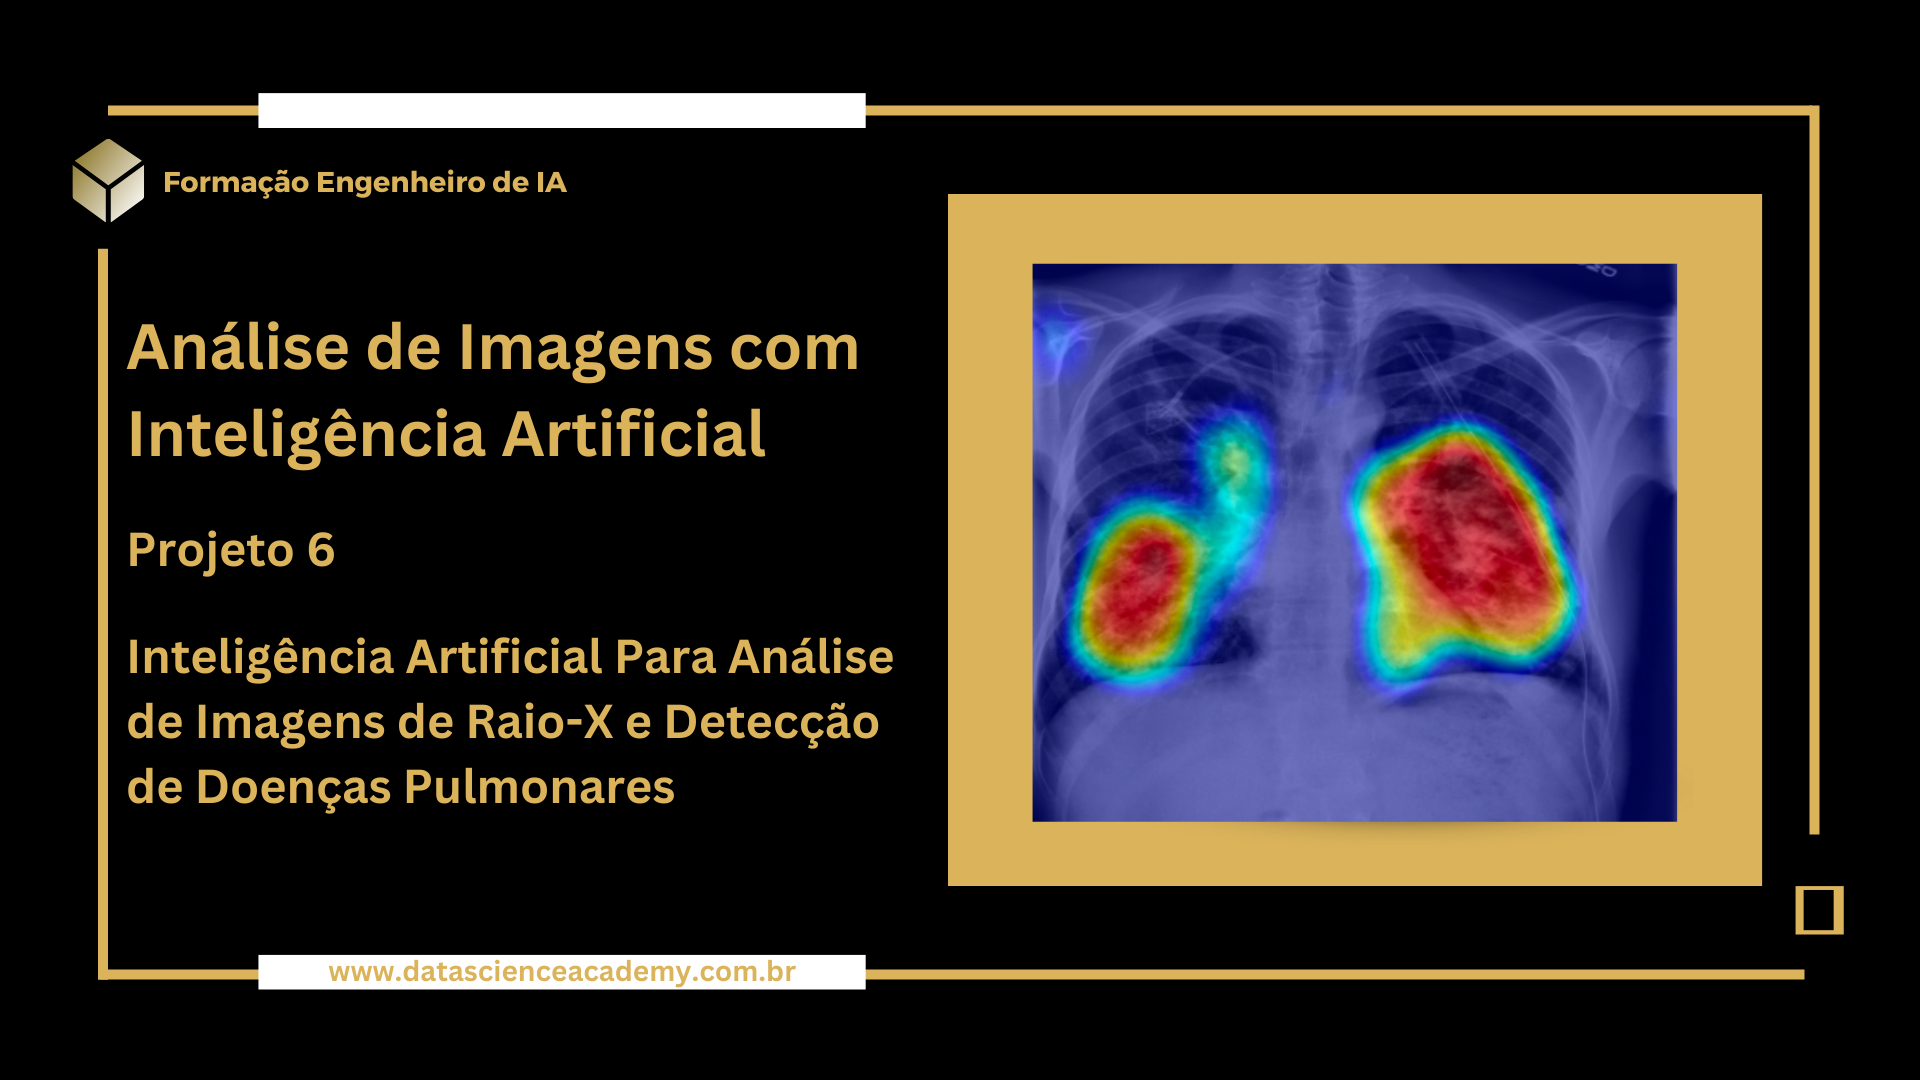 Formação Engenheiro de IA
Análise de Imagens com
Inteligência Artificial
Projeto 6
Inteligência Artificial Para Análise
de Imagens de Raio-X e Detecção
de Doenças Pulmonares
www.datascienceacademy.com.br